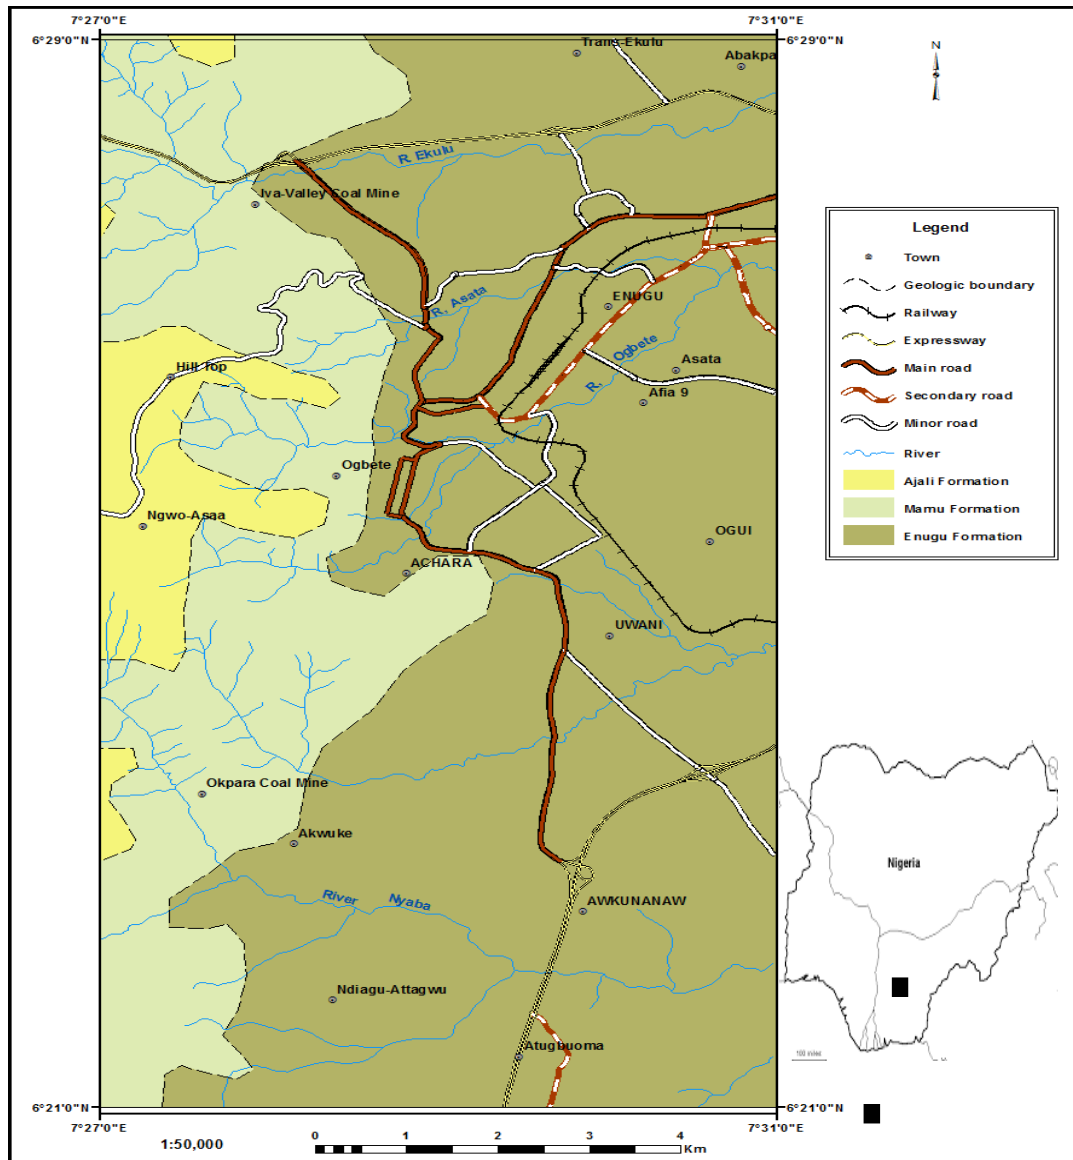 7°27'0"E
7°31'0"E
6°29'0"N
6°29'0"N
Trans-Ekulu
Abakpa
N
R. Ekulu
Iva-Valley Coal Mine
R. Asata
ENUGU
R. Ogbete
Asata
Hill Top
Afia 9
Ogbete
Ngwo-Asaa
OGUI
ACHARA
UWANI
Okpara Coal Mine
Akwuke
River Nyaba
AWKUNANAW
Ndiagu-Attagwu
Atugbuoma
Legend
Town
Geologic boundary
Railway
Expressway
Main road
Secondary road
Minor road
River
Ajali Formation
Mamu Formation
Enugu Formation
Nigeria
100 miles
6°21'0"N
6°21'0"N
7°27'0"E
7°31'0"E
1:50,000
0 1 2 3 4
Km